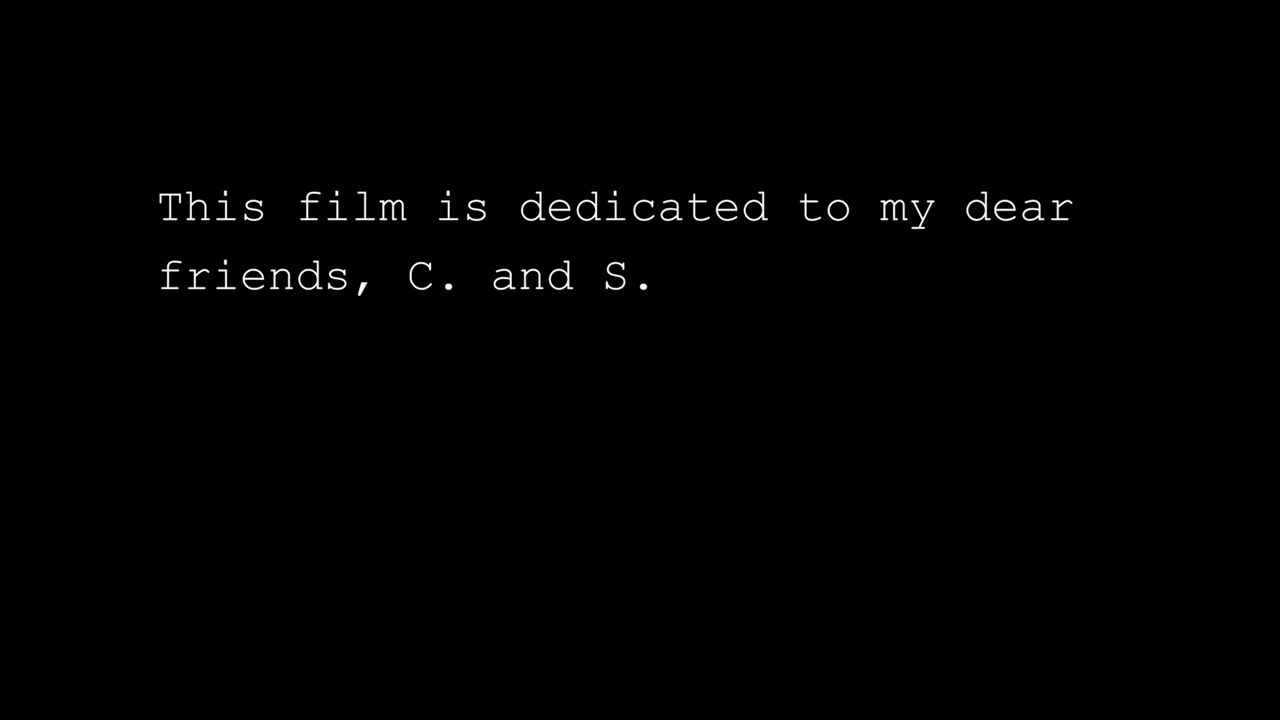 This film is dedicated to my dear
friends, C. and S.